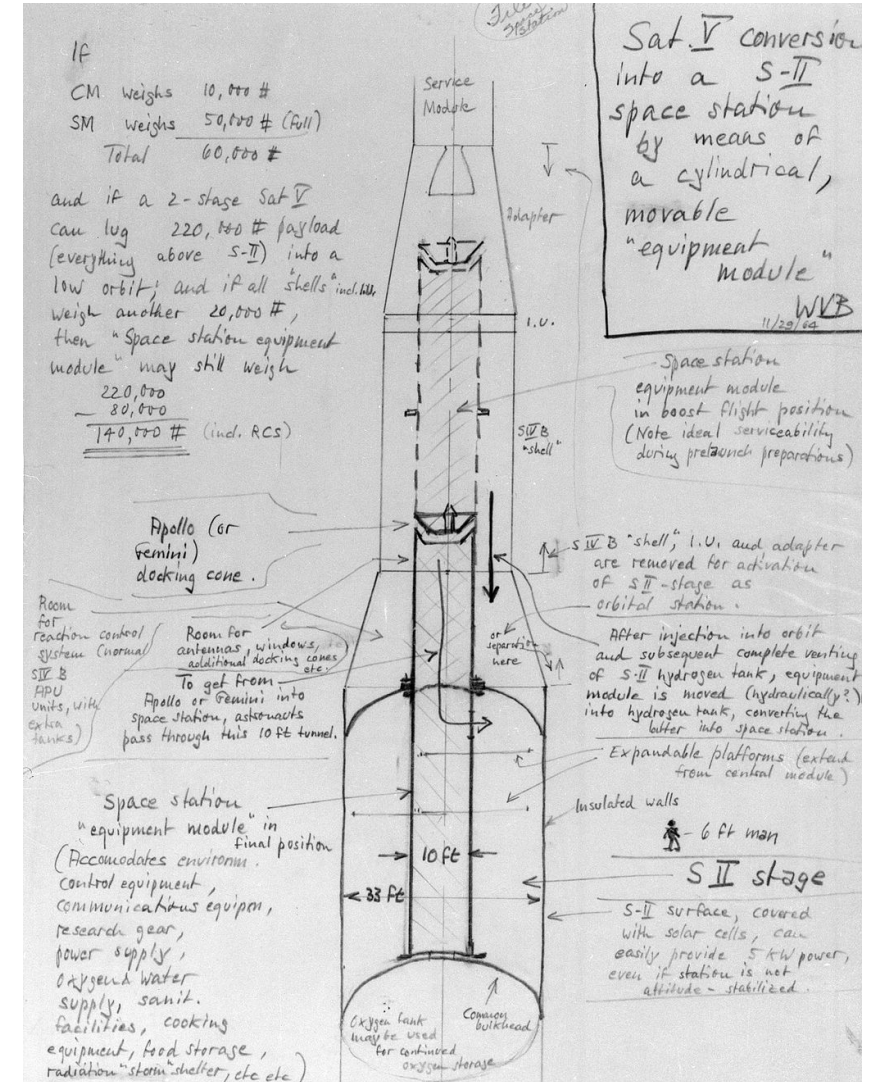 File
Space
Station
Sat. V conversion
into a S-II
space station
by means of
a cylindrical,
movable
"equipment
module"
WVB
11/29/64
If
CM weighs 10,000 #
SM weighs 50,000 # (full)
Total 60,000 #
and if a 2-stage Sat V
can lug 220,000 # payload
(everything above S-II) into a
low orbit; and if all "shells" incl.
weigh another 20,000 #,
then "Space station equipment
module" may still weigh
220,000
- 80,000
140,000 # (incl. RCS)
Service
Module
Adapter
I.U.
SIVB
"shell"
Space station
equipment module
in boost flight position
(Note ideal serviceability
during prelaunch preparations)
Apollo (or
Gemini)
docking cone.
SIVB "shell", I.U. and adapter
are removed for activation
of SII-stage as
orbital station.
Room
for
reaction control
system (normal
SIVB
APU
units, with
extra
tanks)
Room for
antennas, windows,
additional docking cones
etc.
To get from
Apollo or Gemini into
space station, astronauts
pass through this 10 ft tunnel.
or
separation
here
After injection into orbit
and subsequent complete venting
of S-II hydrogen tank, equipment
module is moved (hydraulically?)
into hydrogen tank, converting the
latter into space station.
Expandable platforms (extend
from central module)
Space station
"equipment module" in
final position
(Accomodates environm.
control equipment,
communications equipm,
research gear,
power supply,
oxygen & water
supply, sanit.
facilities, cooking
equipment, food storage,
radiation "storm" shelter, etc etc)
Insulated walls
6 ft man
10 ft
33 ft
S II stage
S-II surface, covered
with solar cells, can
easily provide 5 KW power,
even if station is not
attitude-stabilized.
Oxygen tank
may be used
for continued
oxygen storage
Common
bulkhead